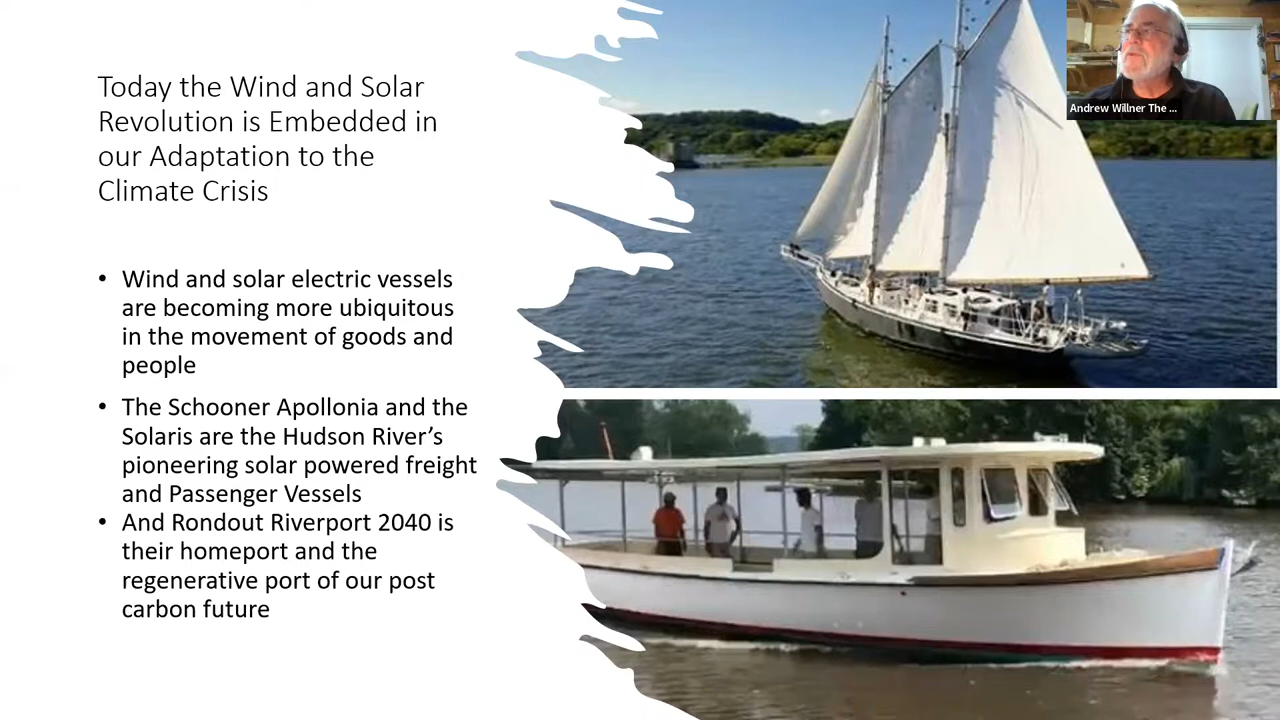 Today the Wind and Solar
Revolution is Embedded in
our Adaptation to the
Climate Crisis
• Wind and solar electric vessels
are becoming more ubiquitous
in the movement of goods and
people
• The Schooner Apollonia and the
Solaris are the Hudson River’s
pioneering solar powered freight
and Passenger Vessels
• And Rondout Riverport 2040 is
their homeport and the
regenerative port of our post
carbon future
Andrew Willner The ...